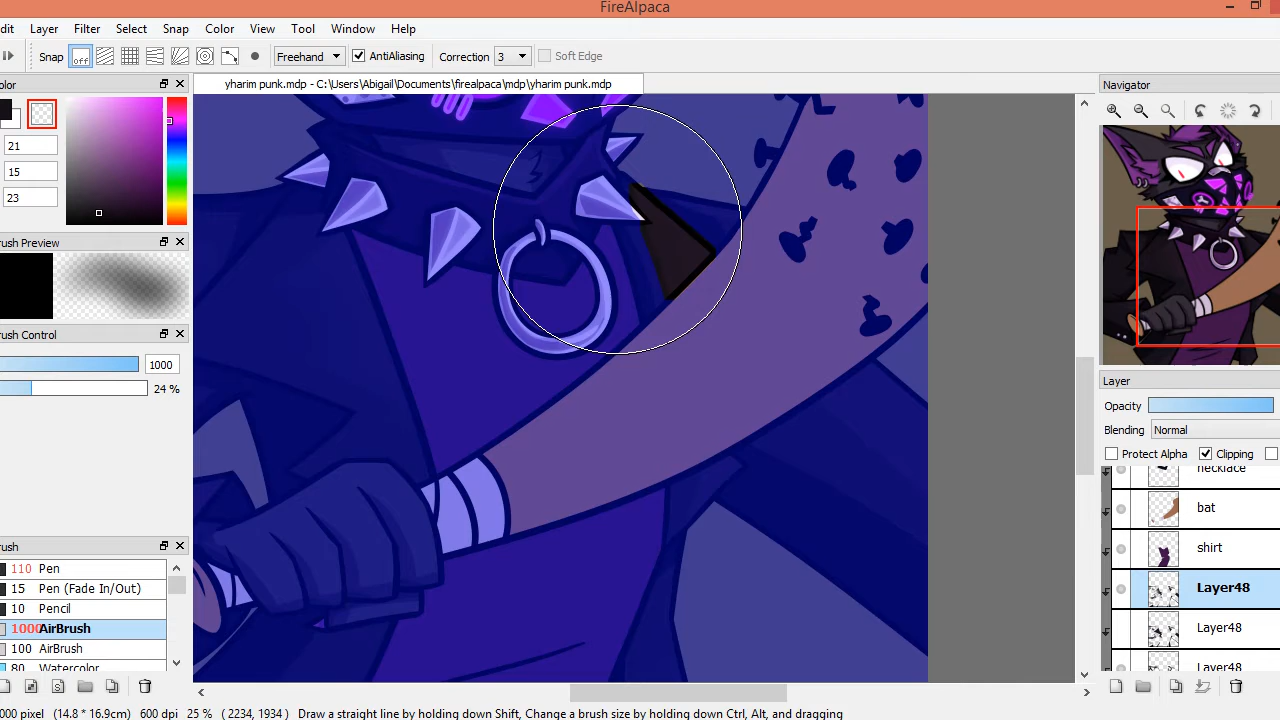 FireAlpaca
Edit Layer Filter Select Snap Color View Tool Window Help
Snap off Freehand AntiAliasing Correction 3 Soft Edge
olor
yharim punk.mdp - C:\Users\Abigail\Documents\firealpaca\mdp\yharim punk.mdp
Navigator
21
15
23
rush Preview
rush Control
1000
24 %
Layer
Opacity
Blending Normal
Protect Alpha Clipping
necklace
bat
shirt
Layer48
Layer48
Layer48
rush
110 Pen
15 Pen (Fade In/Out)
10 Pencil
1000 AirBrush
100 AirBrush
80 Watercolor
000 pixel (14.8 * 16.9cm) 600 dpi 25 % ( 2234, 1934 ) Draw a straight line by holding down Shift, Change a brush size by holding down Ctrl, Alt, and dragging